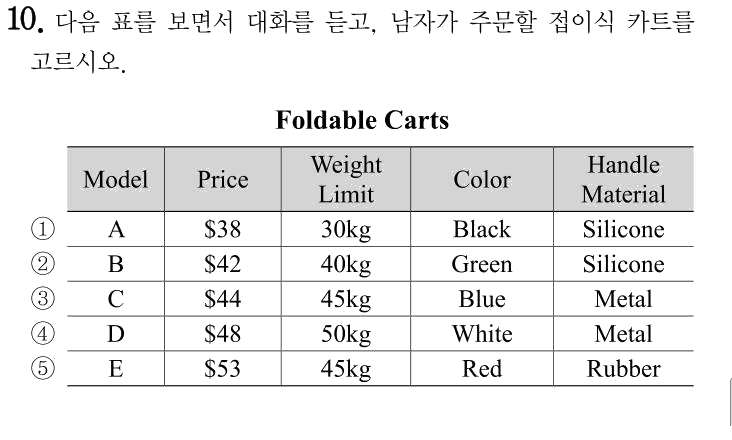 10. 다음 표를 보면서 대화를 듣고, 남자가 주문할 접이식 카트를
고르시오.
Foldable Carts
Model Price Weight Limit Color Handle Material
① A $38 30kg Black Silicone
② B $42 40kg Green Silicone
③ C $44 45kg Blue Metal
④ D $48 50kg White Metal
⑤ E $53 45kg Red Rubber